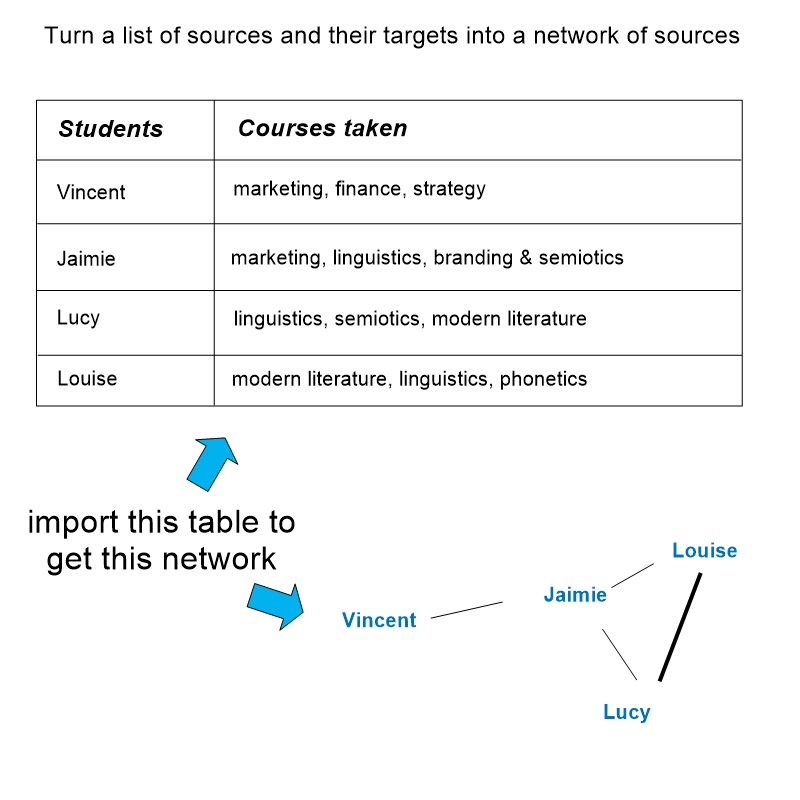 Turn a list of sources and their targets into a network of sources
Students
Courses taken
Vincent
marketing, finance, strategy
Jaimie
marketing, linguistics, branding & semiotics
Lucy
linguistics, semiotics, modern literature
Louise
modern literature, linguistics, phonetics
import this table to
get this network
Louise
Jaimie
Vincent
Lucy